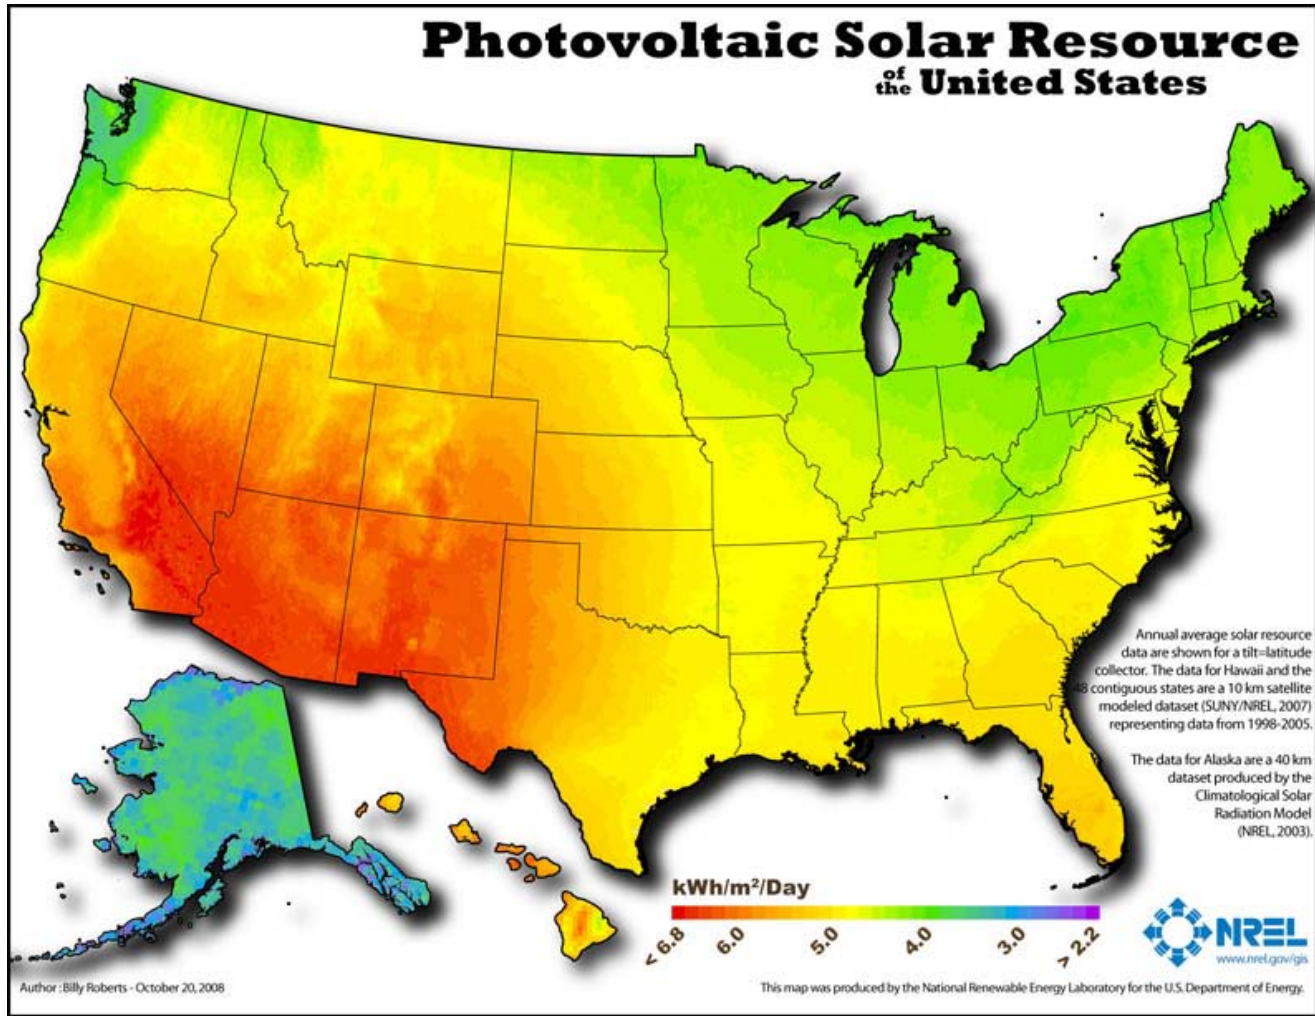 Photovoltaic Solar Resource
of the United States
Annual average solar resource
data are shown for a tilt=latitude
collector. The data for Hawaii and the
48 contiguous states are a 10 km satellite
modeled dataset (SUNY/NREL, 2007)
representing data from 1998-2005.
The data for Alaska are a 40 km
dataset produced by the
Climatological Solar
Radiation Model
(NREL, 2003).
kWh/m²/Day
< 6.8 6.0 5.0 4.0 3.0 > 2.2
NREL
www.nrel.gov/gis
Author : Billy Roberts - October 20, 2008
This map was produced by the National Renewable Energy Laboratory for the U.S. Department of Energy.